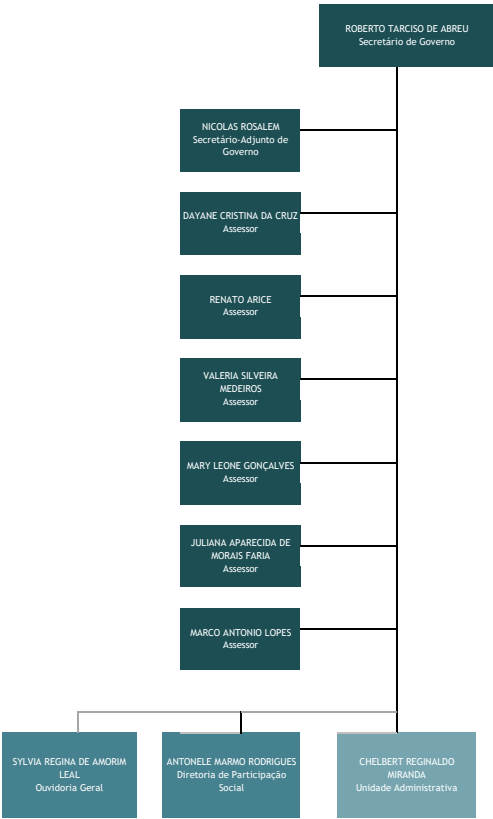 ROBERTO TARCISO DE ABREU
Secretário de Governo
NICOLAS ROSALEM
Secretário-Adjunto de
Governo
DAYANE CRISTINA DA CRUZ
Assessor
RENATO ARICE
Assessor
VALERIA SILVEIRA
MEDEIROS
Assessor
MARY LEONE GONÇALVES
Assessor
JULIANA APARECIDA DE
MORAIS FARIA
Assessor
MARCO ANTONIO LOPES
Assessor
SYLVIA REGINA DE AMORIM
LEAL
Ouvidoria Geral
ANTONELE MARMO RODRIGUES
Diretoria de Participação
Social
CHELBERT REGINALDO
MIRANDA
Unidade Administrativa